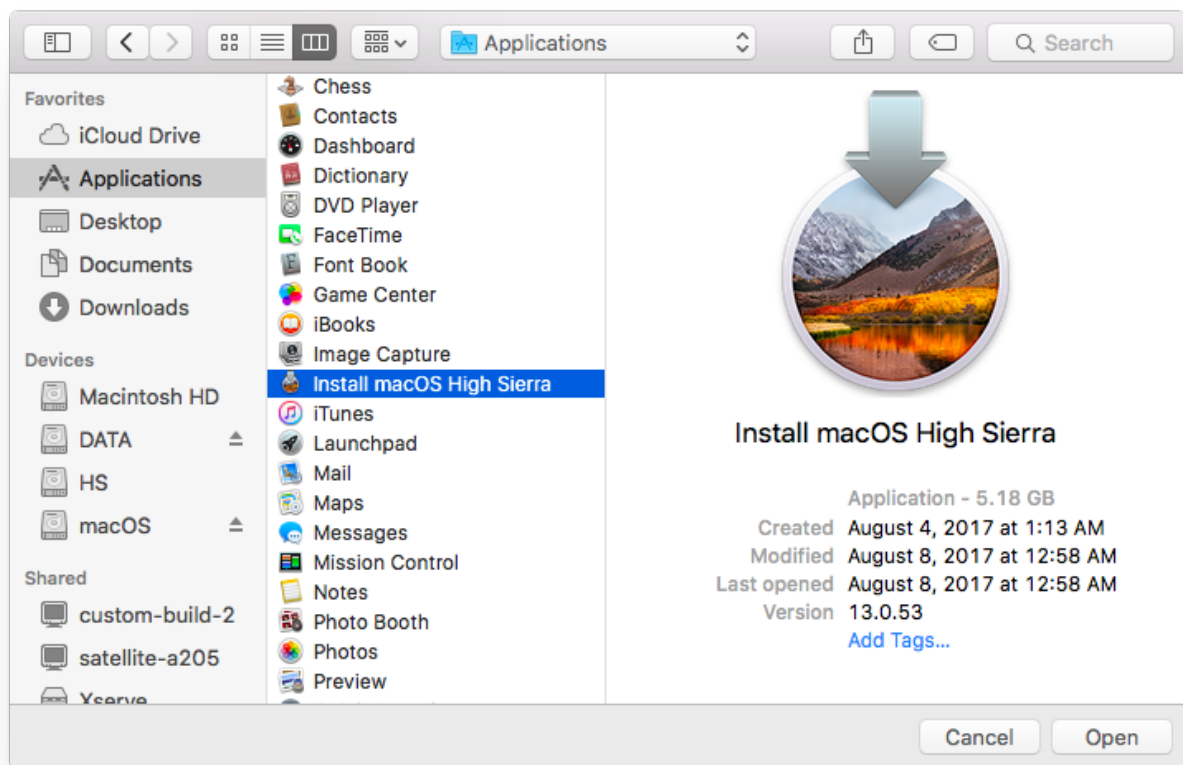 Applications
Search
Favorites
iCloud Drive
Applications
Desktop
Documents
Downloads
Devices
Macintosh HD
DATA
HS
macOS
Shared
custom-build-2
satellite-a205
Xserve
Chess
Contacts
Dashboard
Dictionary
DVD Player
FaceTime
Font Book
Game Center
iBooks
Image Capture
Install macOS High Sierra
iTunes
Launchpad
Mail
Maps
Messages
Mission Control
Notes
Photo Booth
Photos
Preview
Install macOS High Sierra
Application - 5.18 GB
Created August 4, 2017 at 1:13 AM
Modified August 8, 2017 at 12:58 AM
Last opened August 8, 2017 at 12:58 AM
Version 13.0.53
Add Tags...
Cancel
Open